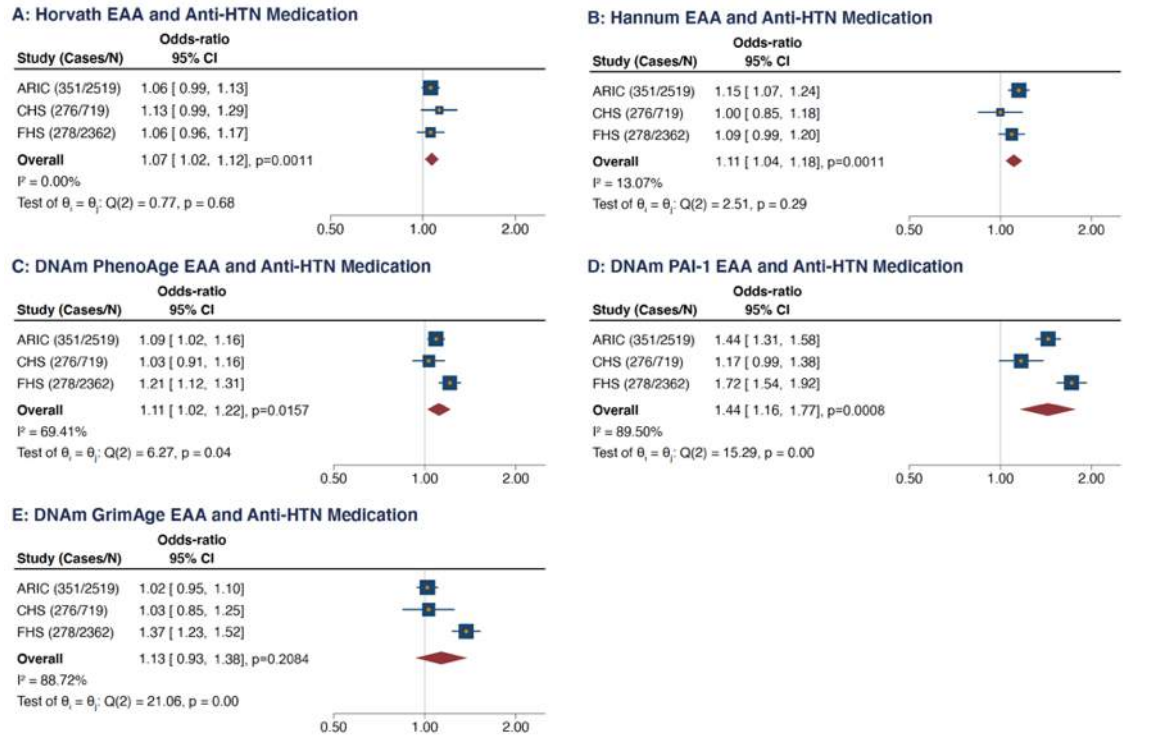 A: Horvath EAA and Anti-HTN Medication
Odds-ratio
Study (Cases/N) 95% CI
ARIC (351/2519) 1.06 [ 0.99, 1.13]
CHS (276/719) 1.13 [ 0.99, 1.29]
FHS (278/2362) 1.06 [ 0.96, 1.17]
Overall 1.07 [ 1.02, 1.12], p=0.0011
I² = 0.00%
Test of θᵢ = θⱼ: Q(2) = 0.77, p = 0.68
0.50 1.00 2.00
B: Hannum EAA and Anti-HTN Medication
Odds-ratio
Study (Cases/N) 95% CI
ARIC (351/2519) 1.15 [ 1.07, 1.24]
CHS (276/719) 1.00 [ 0.85, 1.18]
FHS (278/2362) 1.09 [ 0.99, 1.20]
Overall 1.11 [ 1.04, 1.18], p=0.0011
I² = 13.07%
Test of θᵢ = θⱼ: Q(2) = 2.51, p = 0.29
0.50 1.00 2.00
C: DNAm PhenoAge EAA and Anti-HTN Medication
Odds-ratio
Study (Cases/N) 95% CI
ARIC (351/2519) 1.09 [ 1.02, 1.16]
CHS (276/719) 1.03 [ 0.91, 1.16]
FHS (278/2362) 1.21 [ 1.12, 1.31]
Overall 1.11 [ 1.02, 1.22], p=0.0157
I² = 69.41%
Test of θᵢ = θⱼ: Q(2) = 6.27, p = 0.04
0.50 1.00 2.00
D: DNAm PAI-1 EAA and Anti-HTN Medication
Odds-ratio
Study (Cases/N) 95% CI
ARIC (351/2519) 1.44 [ 1.31, 1.58]
CHS (276/719) 1.17 [ 0.99, 1.38]
FHS (278/2362) 1.72 [ 1.54, 1.92]
Overall 1.44 [ 1.16, 1.77], p=0.0008
I² = 89.50%
Test of θᵢ = θⱼ: Q(2) = 15.29, p = 0.00
0.50 1.00 2.00
E: DNAm GrimAge EAA and Anti-HTN Medication
Odds-ratio
Study (Cases/N) 95% CI
ARIC (351/2519) 1.02 [ 0.95, 1.10]
CHS (276/719) 1.03 [ 0.85, 1.25]
FHS (278/2362) 1.37 [ 1.23, 1.52]
Overall 1.13 [ 0.93, 1.38], p=0.2084
I² = 88.72%
Test of θᵢ = θⱼ: Q(2) = 21.06, p = 0.00
0.50 1.00 2.00